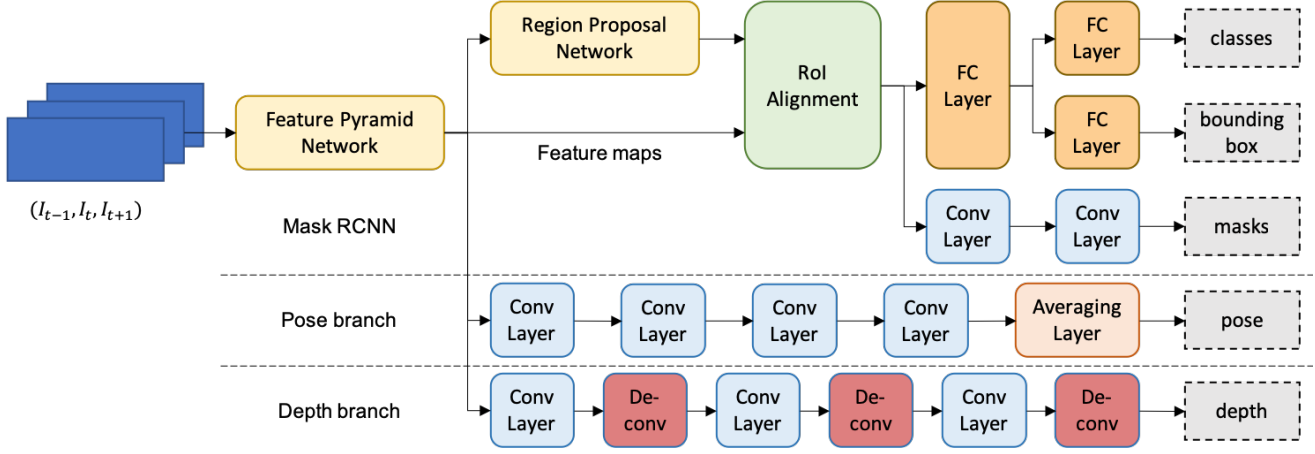 Region Proposal
Network
RoI
Alignment
FC
Layer
FC
Layer
classes
Feature Pyramid
Network
Feature maps
FC
Layer
bounding
box
(I_{t-1}, I_t, I_{t+1})
Mask RCNN
Conv
Layer
Conv
Layer
masks
Pose branch
Conv
Layer
Conv
Layer
Conv
Layer
Conv
Layer
Averaging
Layer
pose
Depth branch
Conv
Layer
De-
conv
Conv
Layer
De-
conv
Conv
Layer
De-
conv
depth